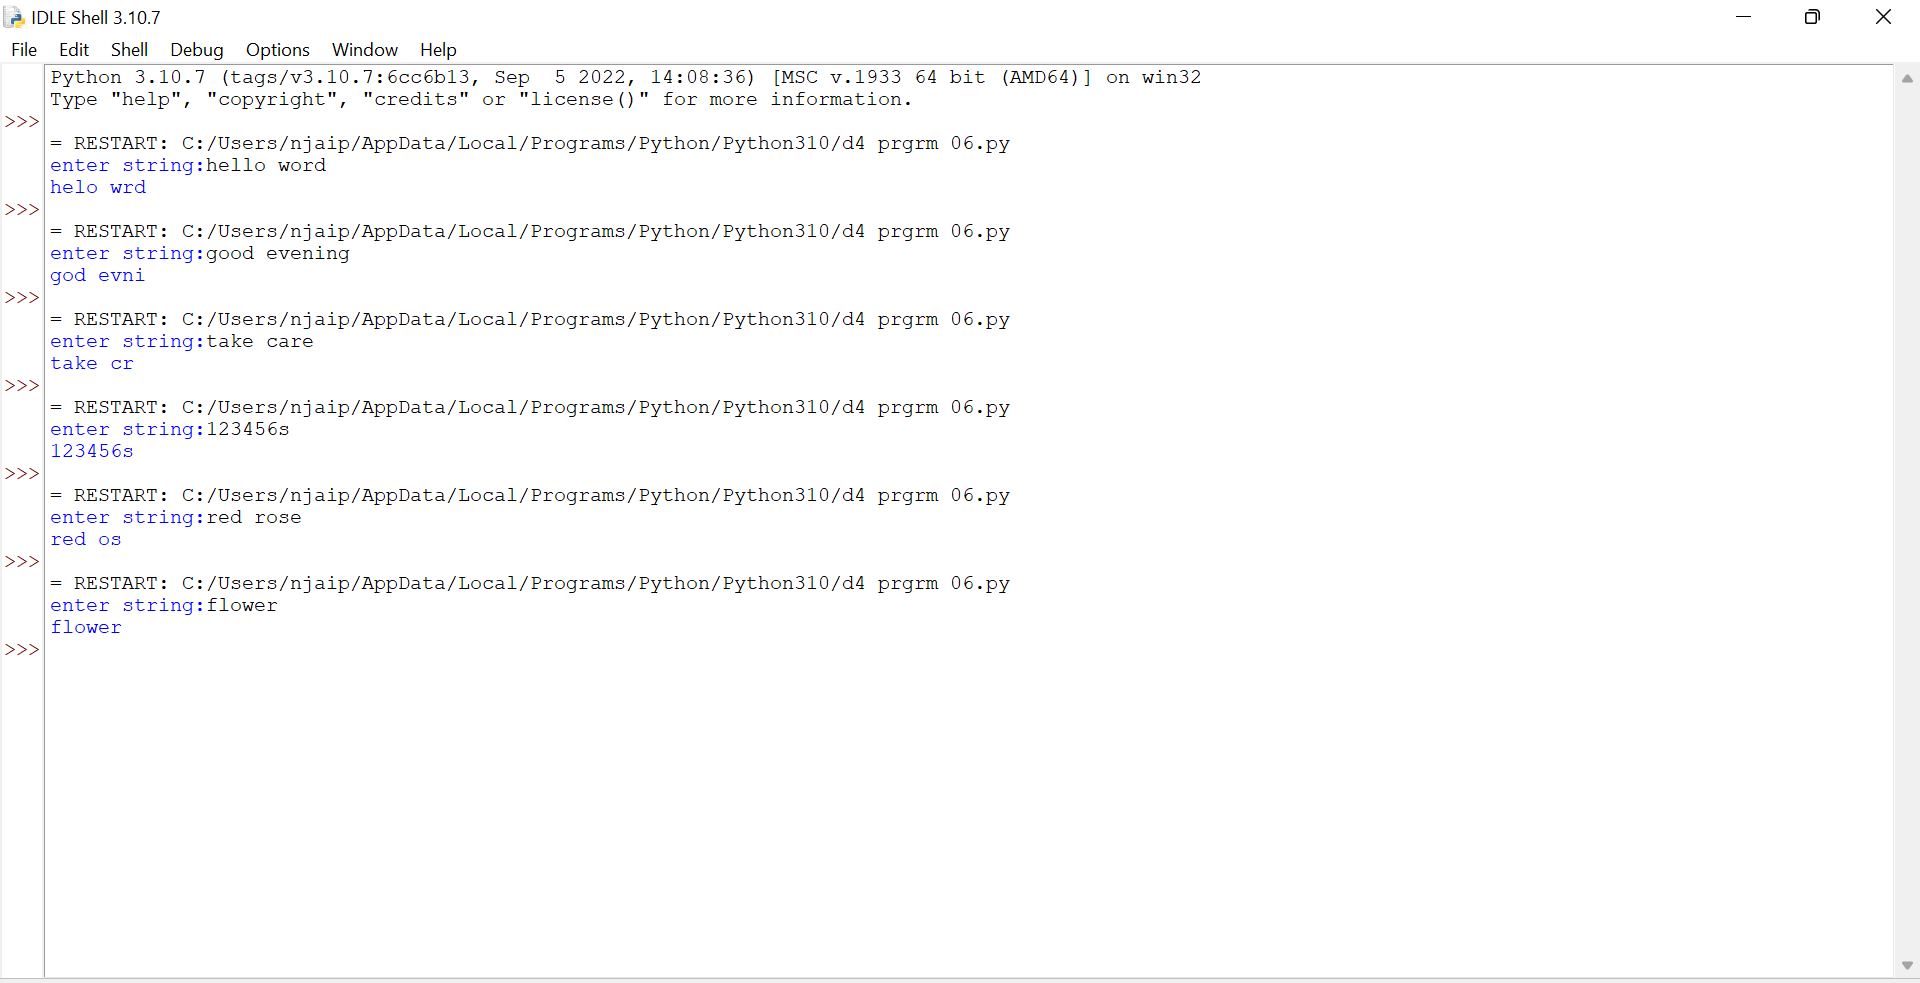 IDLE Shell 3.10.7
File Edit Shell Debug Options Window Help
Python 3.10.7 (tags/v3.10.7:6cc6b13, Sep  5 2022, 14:08:36) [MSC v.1933 64 bit (AMD64)] on win32
Type "help", "copyright", "credits" or "license()" for more information.
>>>
= RESTART: C:/Users/njaip/AppData/Local/Programs/Python/Python310/d4 prgrm 06.py
enter string:hello word
helo wrd
>>>
= RESTART: C:/Users/njaip/AppData/Local/Programs/Python/Python310/d4 prgrm 06.py
enter string:good evening
god evni
>>>
= RESTART: C:/Users/njaip/AppData/Local/Programs/Python/Python310/d4 prgrm 06.py
enter string:take care
take cr
>>>
= RESTART: C:/Users/njaip/AppData/Local/Programs/Python/Python310/d4 prgrm 06.py
enter string:123456s
123456s
>>>
= RESTART: C:/Users/njaip/AppData/Local/Programs/Python/Python310/d4 prgrm 06.py
enter string:red rose
red os
>>>
= RESTART: C:/Users/njaip/AppData/Local/Programs/Python/Python310/d4 prgrm 06.py
enter string:flower
flower
>>>